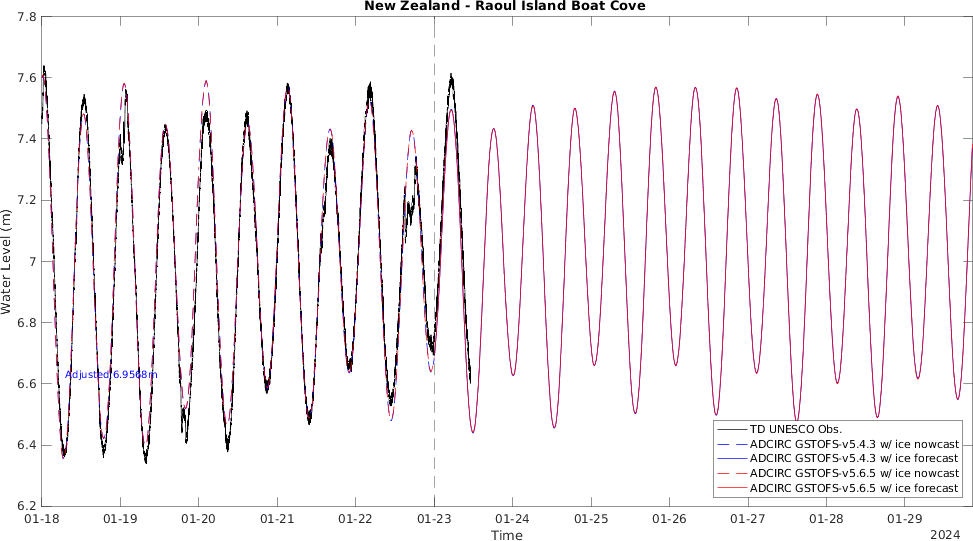 New Zealand - Raoul Island Boat Cove
7.8
7.6
7.4
7.2
7
6.8
6.6
6.4
6.2
Water Level (m)
Adjusted 6.9568m
TD UNESCO Obs.
ADCIRC GSTOFS-v5.4.3 w/ ice nowcast
ADCIRC GSTOFS-v5.4.3 w/ ice forecast
ADCIRC GSTOFS-v5.6.5 w/ ice nowcast
ADCIRC GSTOFS-v5.6.5 w/ ice forecast
01-18 01-19 01-20 01-21 01-22 01-23 01-24 01-25 01-26 01-27 01-28 01-29
Time
2024